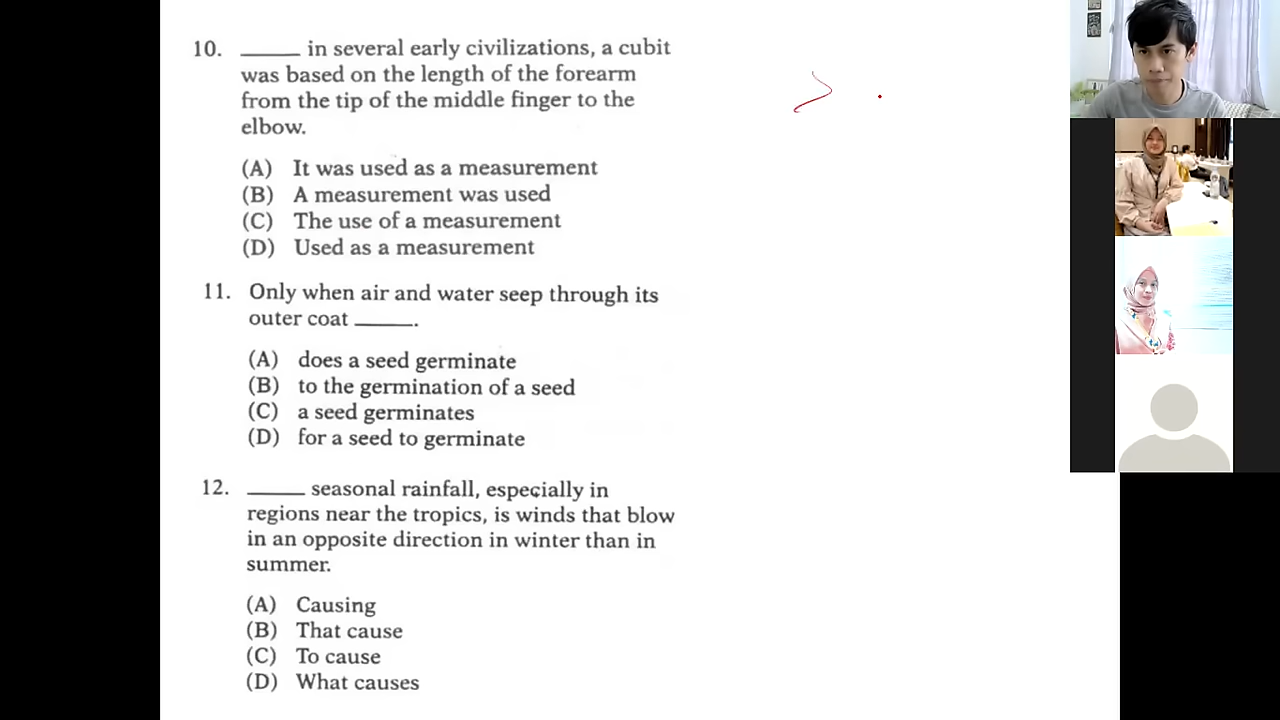 10. _____ in several early civilizations, a cubit
was based on the length of the forearm
from the tip of the middle finger to the
elbow.
(A) It was used as a measurement
(B) A measurement was used
(C) The use of a measurement
(D) Used as a measurement
11. Only when air and water seep through its
outer coat _____.
(A) does a seed germinate
(B) to the germination of a seed
(C) a seed germinates
(D) for a seed to germinate
12. _____ seasonal rainfall, especially in
regions near the tropics, is winds that blow
in an opposite direction in winter than in
summer.
(A) Causing
(B) That cause
(C) To cause
(D) What causes